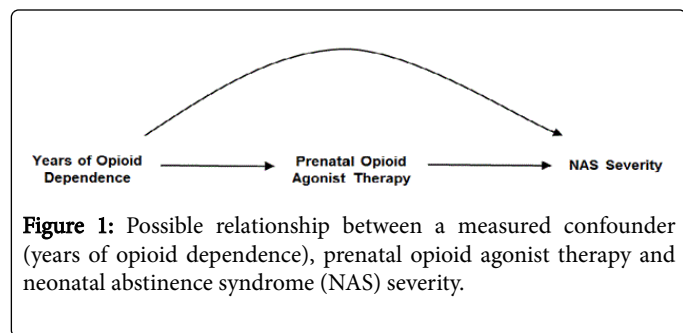 Years of Opioid
Dependence
Prenatal Opioid
Agonist Therapy
NAS Severity
Figure 1: Possible relationship between a measured confounder
(years of opioid dependence), prenatal opioid agonist therapy and
neonatal abstinence syndrome (NAS) severity.